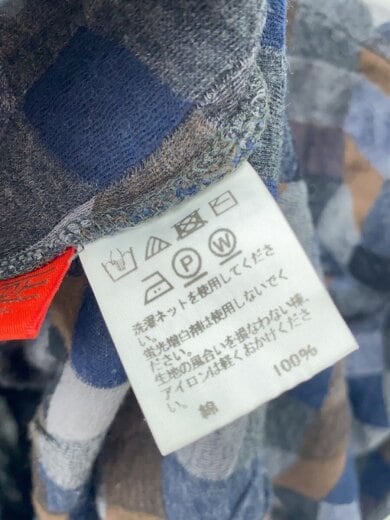 P W
洗濯ネットを使用してください。
蛍光増白剤は使用しないでく
ださい。
生地の風合いを損なわない様、
アイロンは軽くおかけください。
綿 100%